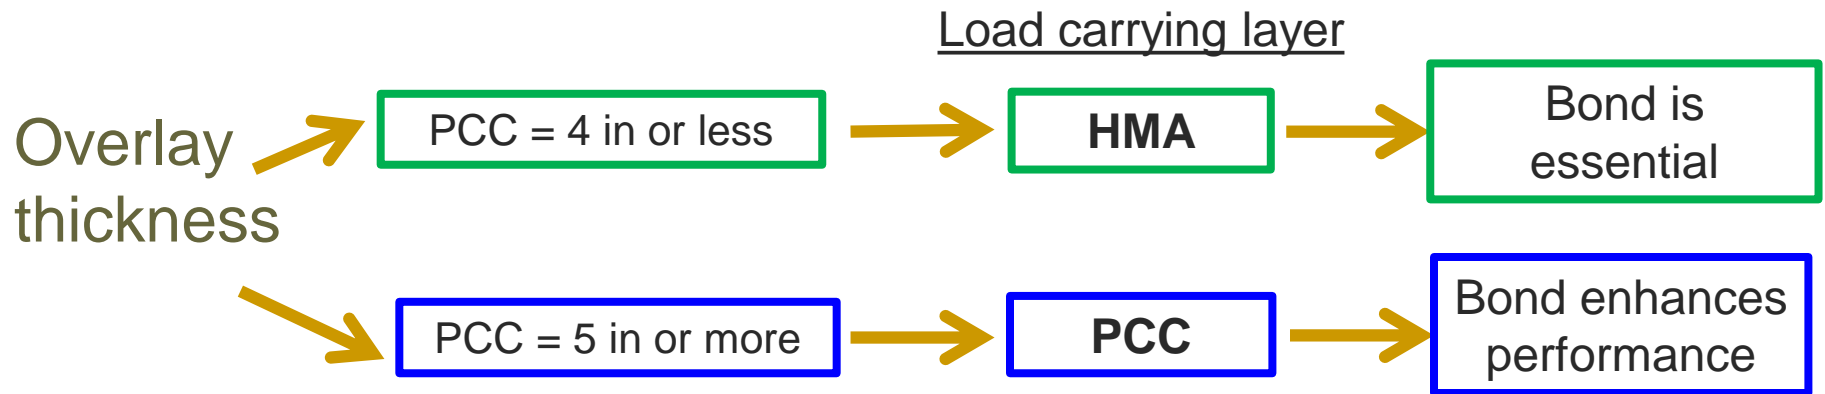 Load carrying layer
Overlay
thickness
PCC = 4 in or less
HMA
Bond is
essential
PCC = 5 in or more
PCC
Bond enhances
performance